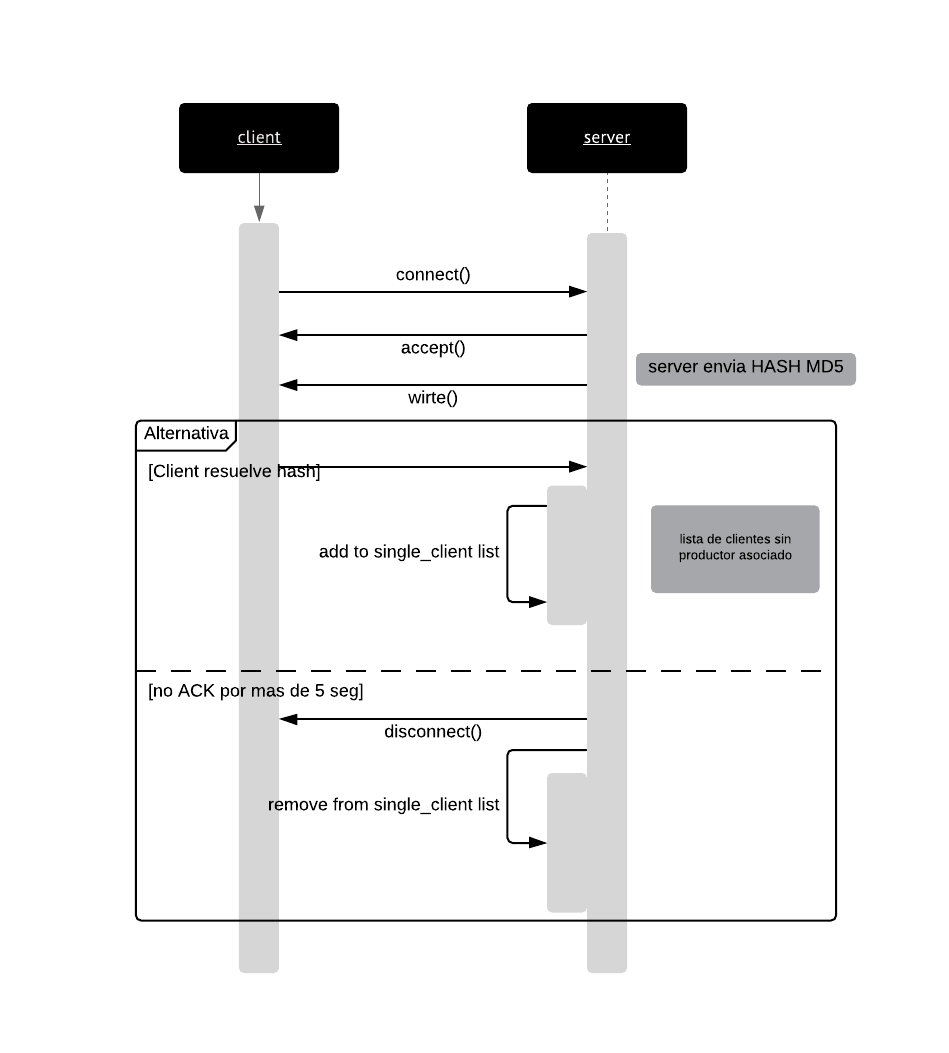 client
server
connect()
accept()
server envia HASH MD5
wirte()
Alternativa
[Client resuelve hash]
add to single_client list
lista de clientes sin
productor asociado
[no ACK por mas de 5 seg]
disconnect()
remove from single_client list